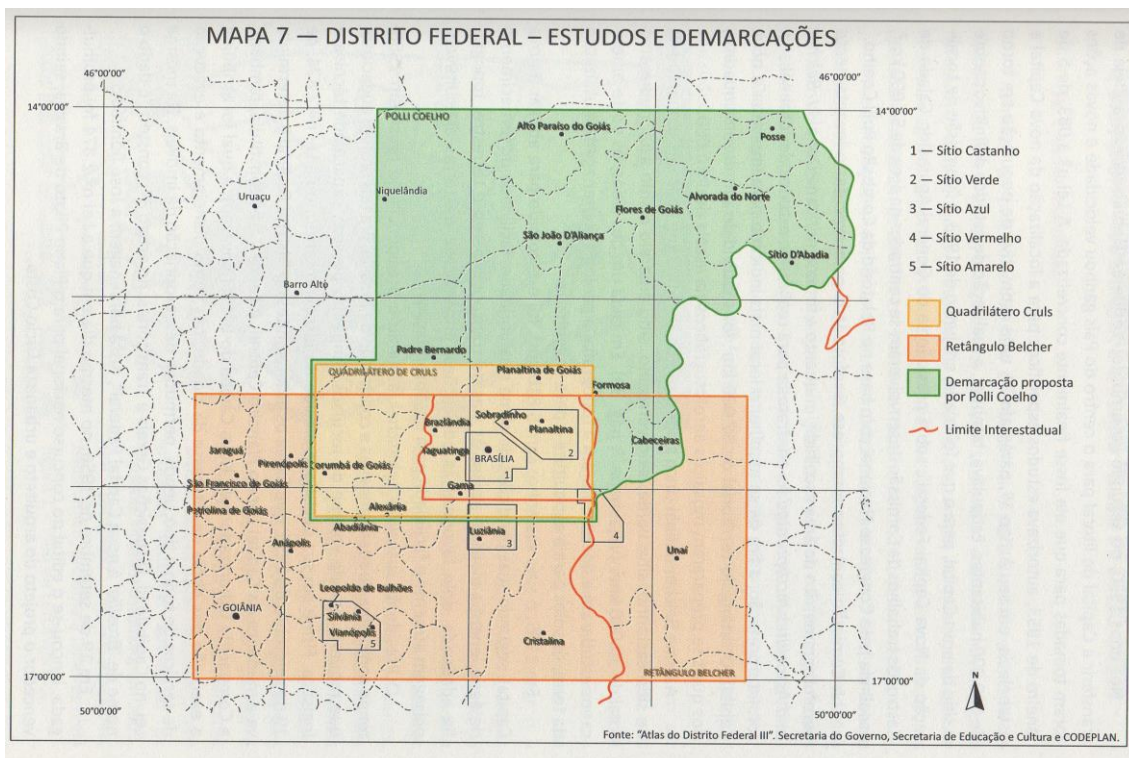 MAPA 7 — DISTRITO FEDERAL – ESTUDOS E DEMARCAÇÕES
46°00'00"
46°00'00"
14°00'00"
14°00'00"
POLLI COELHO
Alto Paraíso do Goiás
Posse
1 — Sítio Castanho
2 — Sítio Verde
3 — Sítio Azul
4 — Sítio Vermelho
5 — Sítio Amarelo
Uruaçu
Niquelândia
Alvorada do Norte
Flores de Goiás
São João D'Aliança
Sítio D'Abadia
Barro Alto
Quadrilátero Cruls
Retângulo Belcher
Demarcação proposta
por Polli Coelho
Limite Interestadual
Padre Bernardo
QUADRILÁTERO DE CRULS
Planaltina de Goiás
Formosa
Sobradinho
Brazlândia
Planaltina
Jaraguá
Pirenópolis
Taguatinga
BRASÍLIA
2
Cabeceiras
Corumbá de Goiás
1
São Francisco de Goiás
Gama
Petrolina de Goiás
Alexânia
Abadiânia
Luziânia
3
4
Anápolis
Unaí
Leopoldo de Bulhões
GOIÂNIA
Silvânia
Vianópolis
5
Cristalina
RETÂNGULO BELCHER
17°00'00"
17°00'00"
N
50°00'00"
50°00'00"
Fonte: "Atlas do Distrito Federal III". Secretaria do Governo, Secretaria de Educação e Cultura e CODEPLAN.